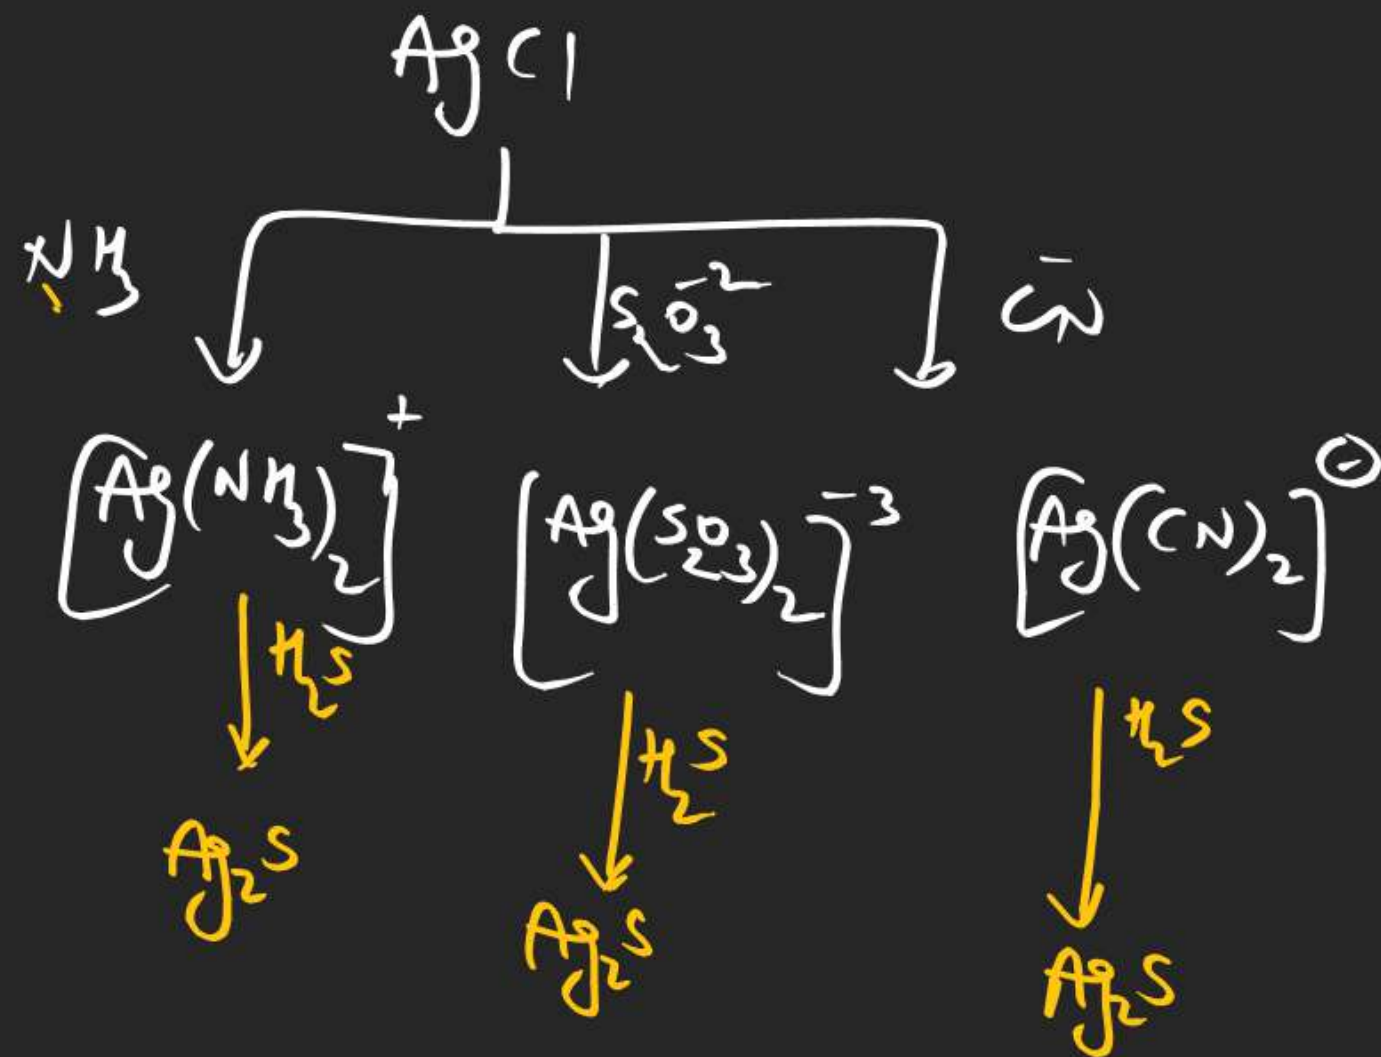 AgCl
NH₃ S₂O₃⁻² C̅N
[Ag(NH₃)₂]⁺ [Ag(S₂O₃)₂]⁻³ [Ag(CN)₂]⊖
H₂S H₂S H₂S
Ag₂S Ag₂S Ag₂S